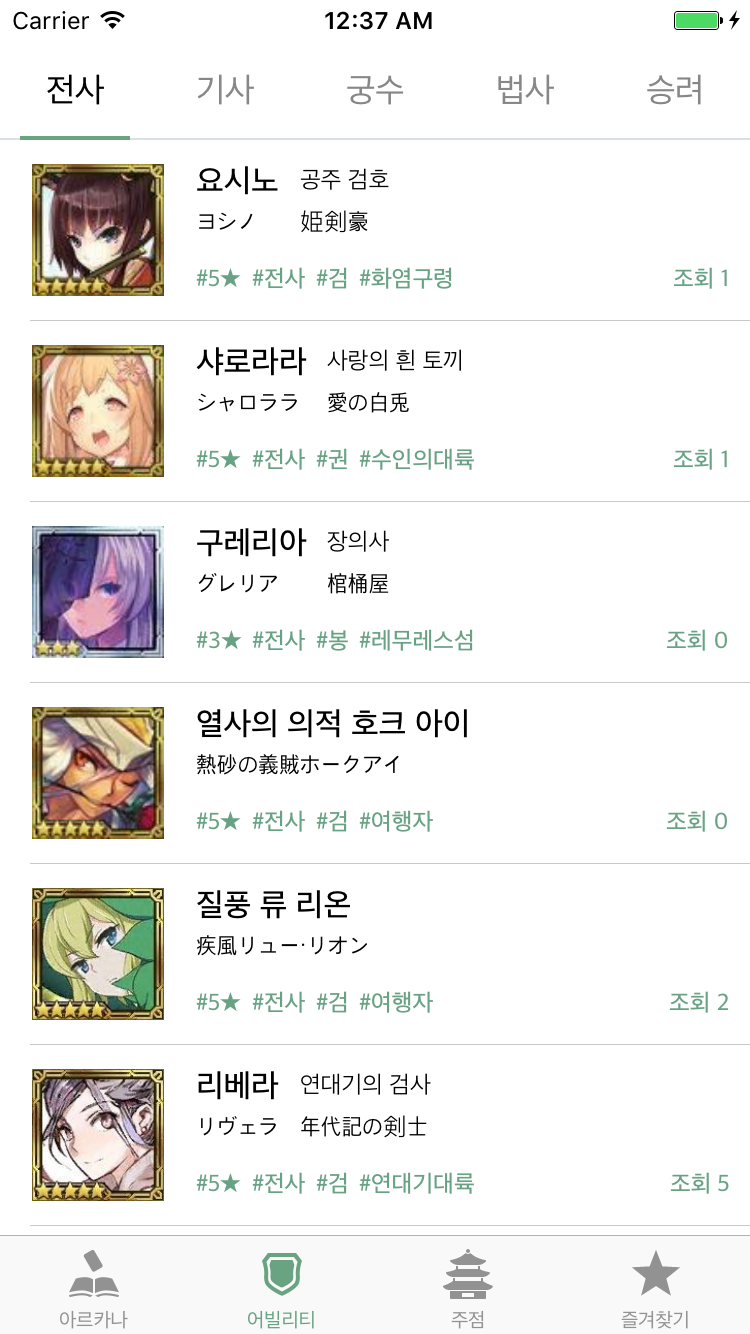 Carrier 12:37 AM
전사 기사 궁수 법사 승려
요시노 공주 검호
ヨシノ 姫剣豪
#5★ #전사 #검 #화염구령 조회 1
샤로라라 사랑의 흰 토끼
シャロララ 愛の白兎
#5★ #전사 #권 #수인의대륙 조회 1
구레리아 장의사
グレリア 棺桶屋
#3★ #전사 #봉 #레무레스섬 조회 0
열사의 의적 호크 아이
熱砂の義賊ホークアイ
#5★ #전사 #검 #여행자 조회 0
질풍 류 리온
疾風リュー·リオン
#5★ #전사 #검 #여행자 조회 2
리베라 연대기의 검사
リヴェラ 年代記の剣士
#5★ #전사 #검 #연대기대륙 조회 5
아르카나 어빌리티 주점 즐겨찾기